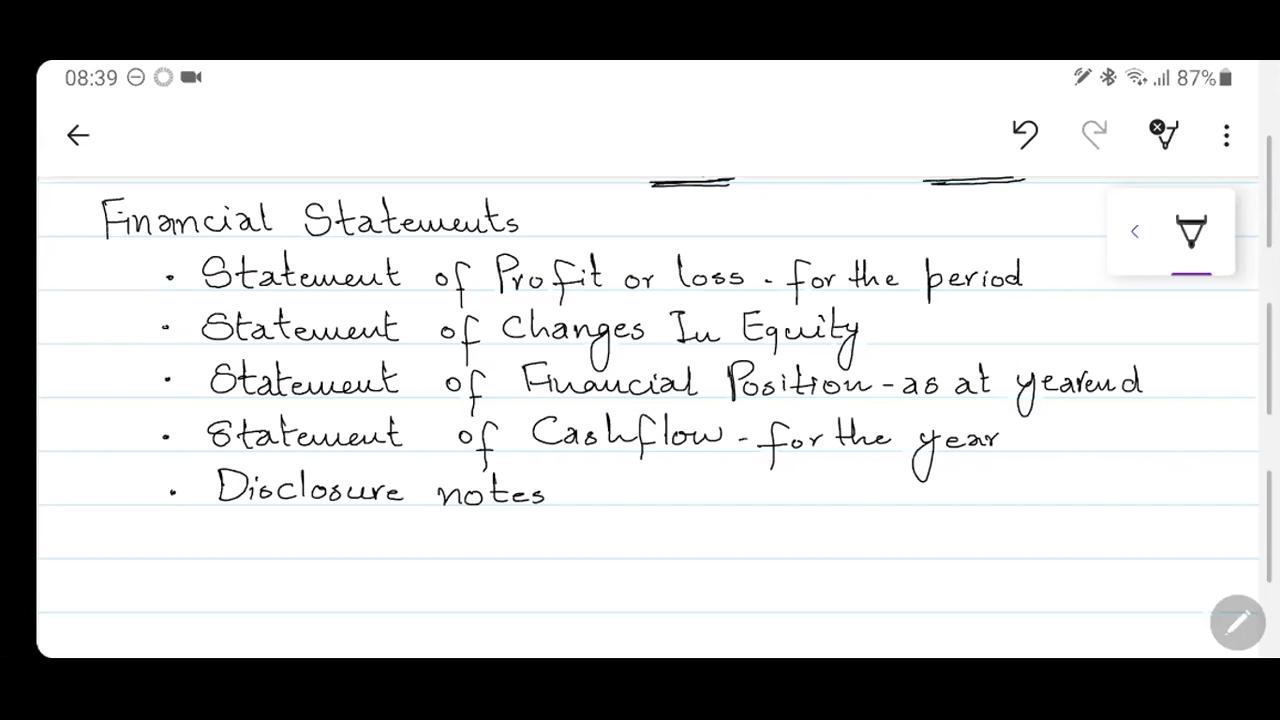 08:39 87%
Financial Statements
· Statement of Profit or loss - for the period
· Statement of Changes In Equity
· Statement of Financial Position - as at yearend
· Statement of Cashflow - for the year
· Disclosure notes